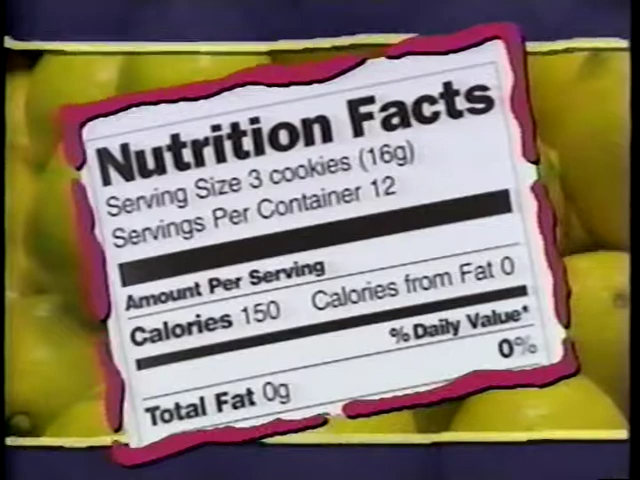 Nutrition Facts
Serving Size 3 cookies (16g)
Servings Per Container 12
Amount Per Serving
Calories 150 Calories from Fat 0
% Daily Value*
Total Fat 0g 0%